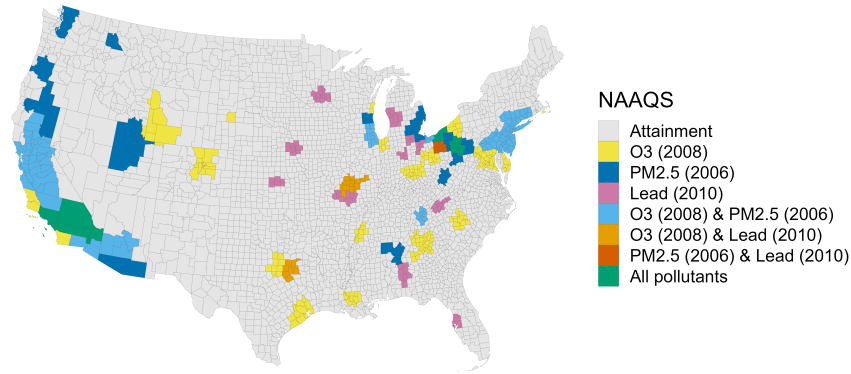 NAAQS
Attainment
O3 (2008)
PM2.5 (2006)
Lead (2010)
O3 (2008) & PM2.5 (2006)
O3 (2008) & Lead (2010)
PM2.5 (2006) & Lead (2010)
All pollutants